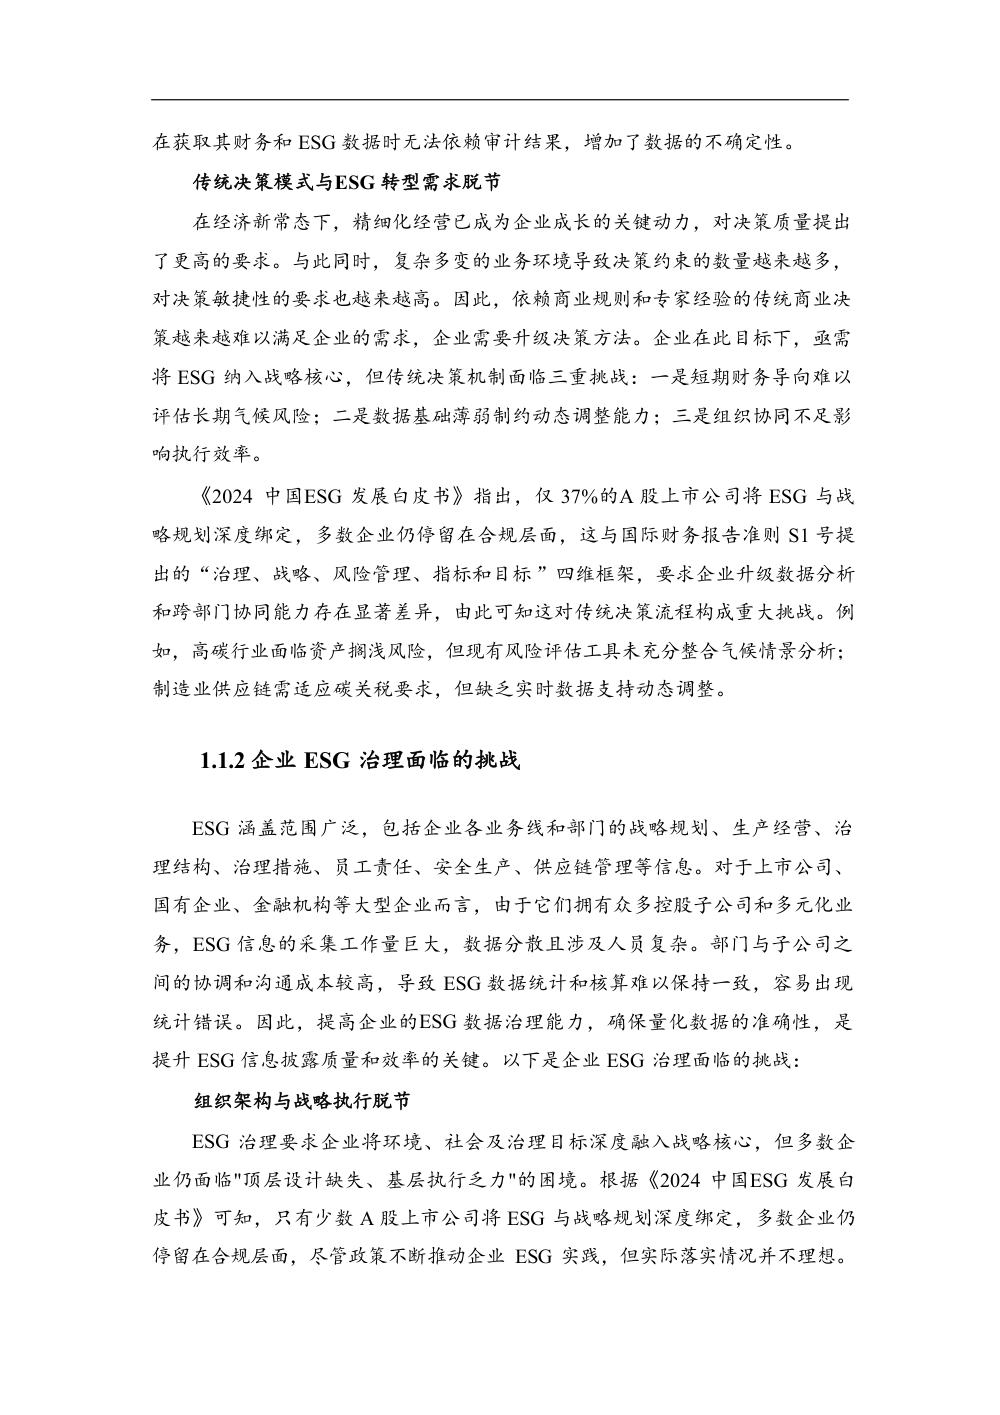 在获取其财务和 ESG 数据时无法依赖审计结果，增加了数据的不确定性。
传统决策模式与ESG 转型需求脱节
在经济新常态下，精细化经营已成为企业成长的关键动力，对决策质量提出
了更高的要求。与此同时，复杂多变的业务环境导致决策约束的数量越来越多，
对决策敏捷性的要求也越来越高。因此，依赖商业规则和专家经验的传统商业决
策越来越难以满足企业的需求，企业需要升级决策方法。企业在此目标下，亟需
将 ESG 纳入战略核心，但传统决策机制面临三重挑战：一是短期财务导向难以
评估长期气候风险；二是数据基础薄弱制约动态调整能力；三是组织协同不足影
响执行效率。
《2024 中国ESG 发展白皮书》指出，仅 37%的A 股上市公司将 ESG 与战
略规划深度绑定，多数企业仍停留在合规层面，这与国际财务报告准则 S1 号提
出的“治理、战略、风险管理、指标和目标”四维框架，要求企业升级数据分析
和跨部门协同能力存在显著差异，由此可知这对传统决策流程构成重大挑战。例
如，高碳行业面临资产搁浅风险，但现有风险评估工具未充分整合气候情景分析；
制造业供应链需适应碳关税要求，但缺乏实时数据支持动态调整。
1.1.2 企业 ESG 治理面临的挑战
ESG 涵盖范围广泛，包括企业各业务线和部门的战略规划、生产经营、治
理结构、治理措施、员工责任、安全生产、供应链管理等信息。对于上市公司、
国有企业、金融机构等大型企业而言，由于它们拥有众多控股子公司和多元化业
务，ESG 信息的采集工作量巨大，数据分散且涉及人员复杂。部门与子公司之
间的协调和沟通成本较高，导致 ESG 数据统计和核算难以保持一致，容易出现
统计错误。因此，提高企业的ESG 数据治理能力，确保量化数据的准确性，是
提升 ESG 信息披露质量和效率的关键。以下是企业 ESG 治理面临的挑战：
组织架构与战略执行脱节
ESG 治理要求企业将环境、社会及治理目标深度融入战略核心，但多数企
业仍面临"顶层设计缺失、基层执行乏力"的困境。根据《2024 中国ESG 发展白
皮书》可知，只有少数 A 股上市公司将 ESG 与战略规划深度绑定，多数企业仍
停留在合规层面，尽管政策不断推动企业 ESG 实践，但实际落实情况并不理想。